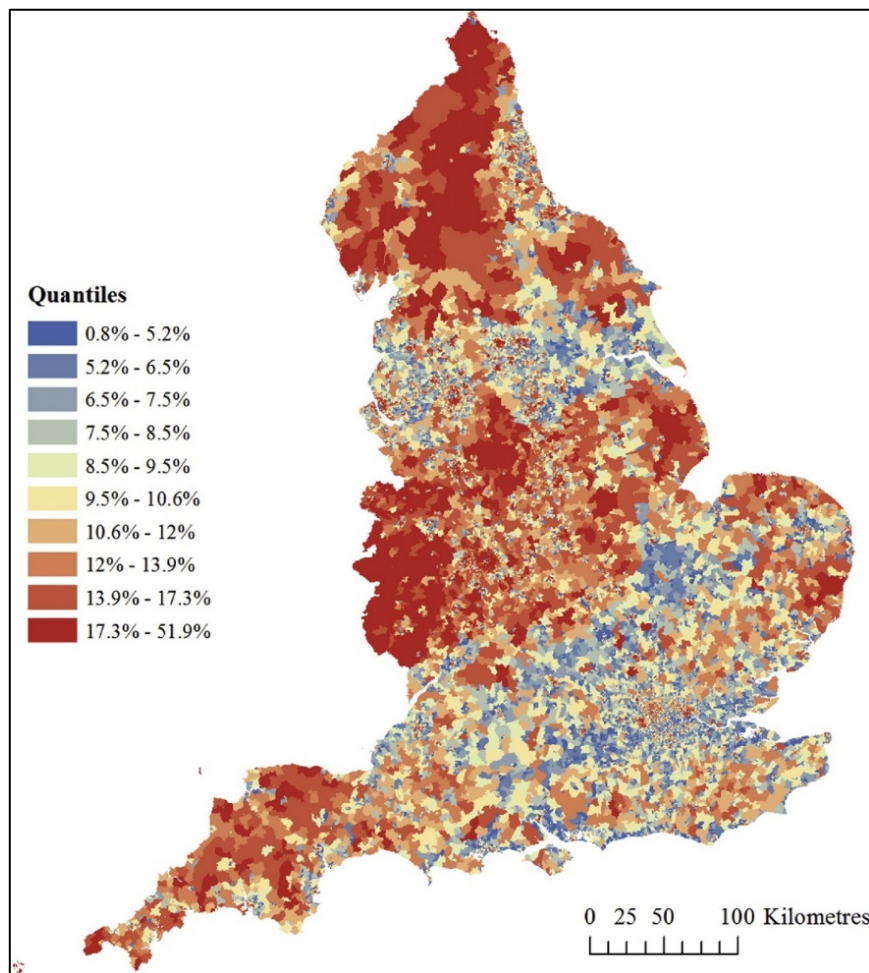 Quantiles
0.8% - 5.2%
5.2% - 6.5%
6.5% - 7.5%
7.5% - 8.5%
8.5% - 9.5%
9.5% - 10.6%
10.6% - 12%
12% - 13.9%
13.9% - 17.3%
17.3% - 51.9%
0 25 50 100 Kilometres